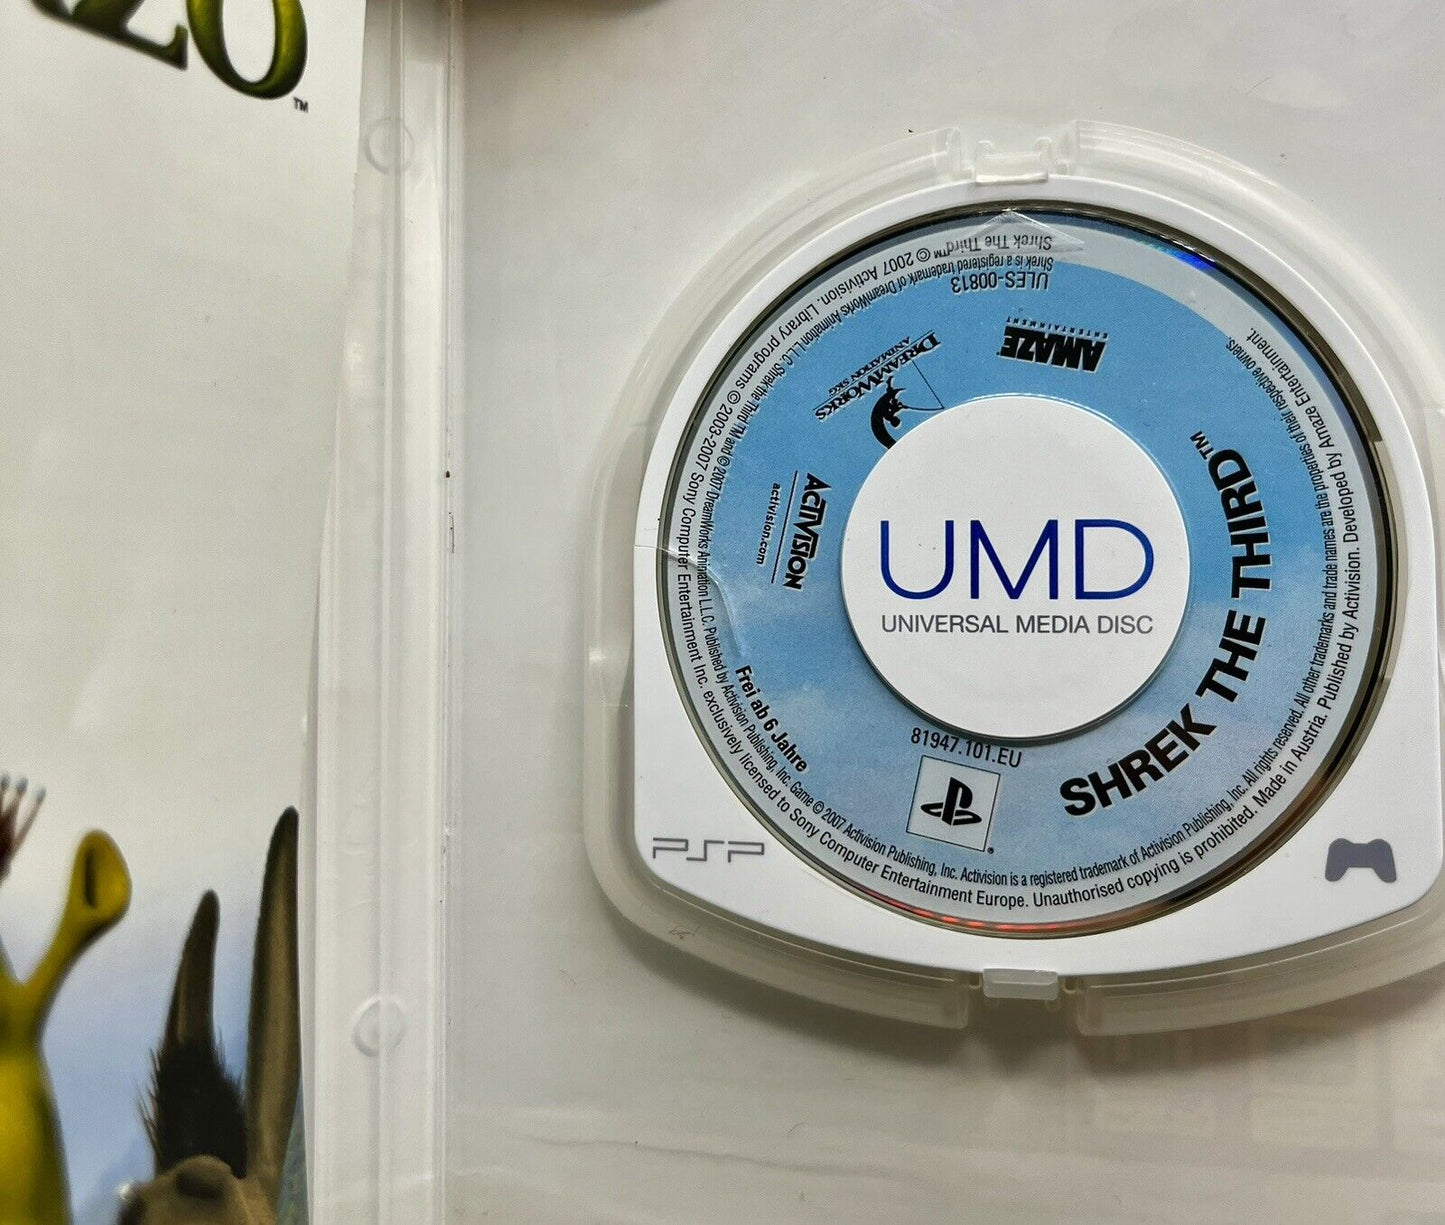 ZO
TM
Shrek The Third™ © 2007 Activision. Library programs © 2003-2007 Sony Computer Entertainment Inc. exclusively licensed to Sony Computer Entertainment Europe. Unauthorised copying is prohibited. Made in Austria. Published by Activision. Developed by Amaze Entertainment.
Shrek is a registered trademark of DreamWorks Animation L.L.C. Shrek the Third TM and © 2007 DreamWorks Animation L.L.C. Published by Activision Publishing, Inc. Game © 2007 Activision Publishing, Inc. Activision is a registered trademark of Activision Publishing, Inc. All rights reserved. All other trademarks and trade names are the properties of their respective owners.
ULES-00813
AMAZE
ENTERTAINMENT
DREAMWORKS
ANIMATION SKG
ACTIVISION
activision.com
UMD
UNIVERSAL MEDIA DISC
SHREK THE THIRD™
Frei ab 6 Jahre
81947.101.EU
PSP